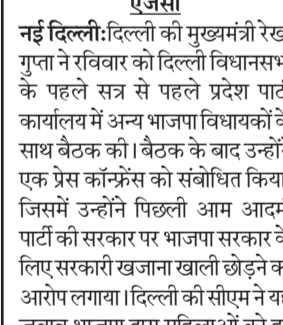 एजेंसी
नई दिल्ली:दिल्ली की मुख्यमंत्री रेख
गुप्ता ने रविवार को दिल्ली विधानसभ
के पहले सत्र से पहले प्रदेश पार्ट
कार्यालय में अन्य भाजपा विधायकों वे
साथ बैठक की। बैठक के बाद उन्हों
एक प्रेस कॉन्फ्रेंस को संबोधित किया
जिसमें उन्होंने पिछली आम आदम
पार्टी की सरकार पर भाजपा सरकार वे
लिए सरकारी खजाना खाली छोड़ने क
आरोप लगाया। दिल्ली की सीएम ने य